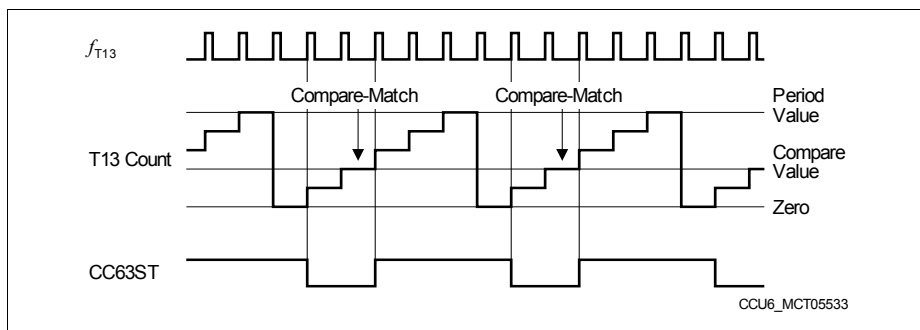 fT13
Compare-Match
Compare-Match
Period
Value
T13 Count
Compare
Value
Zero
CC63ST
CCU6_MCT05533